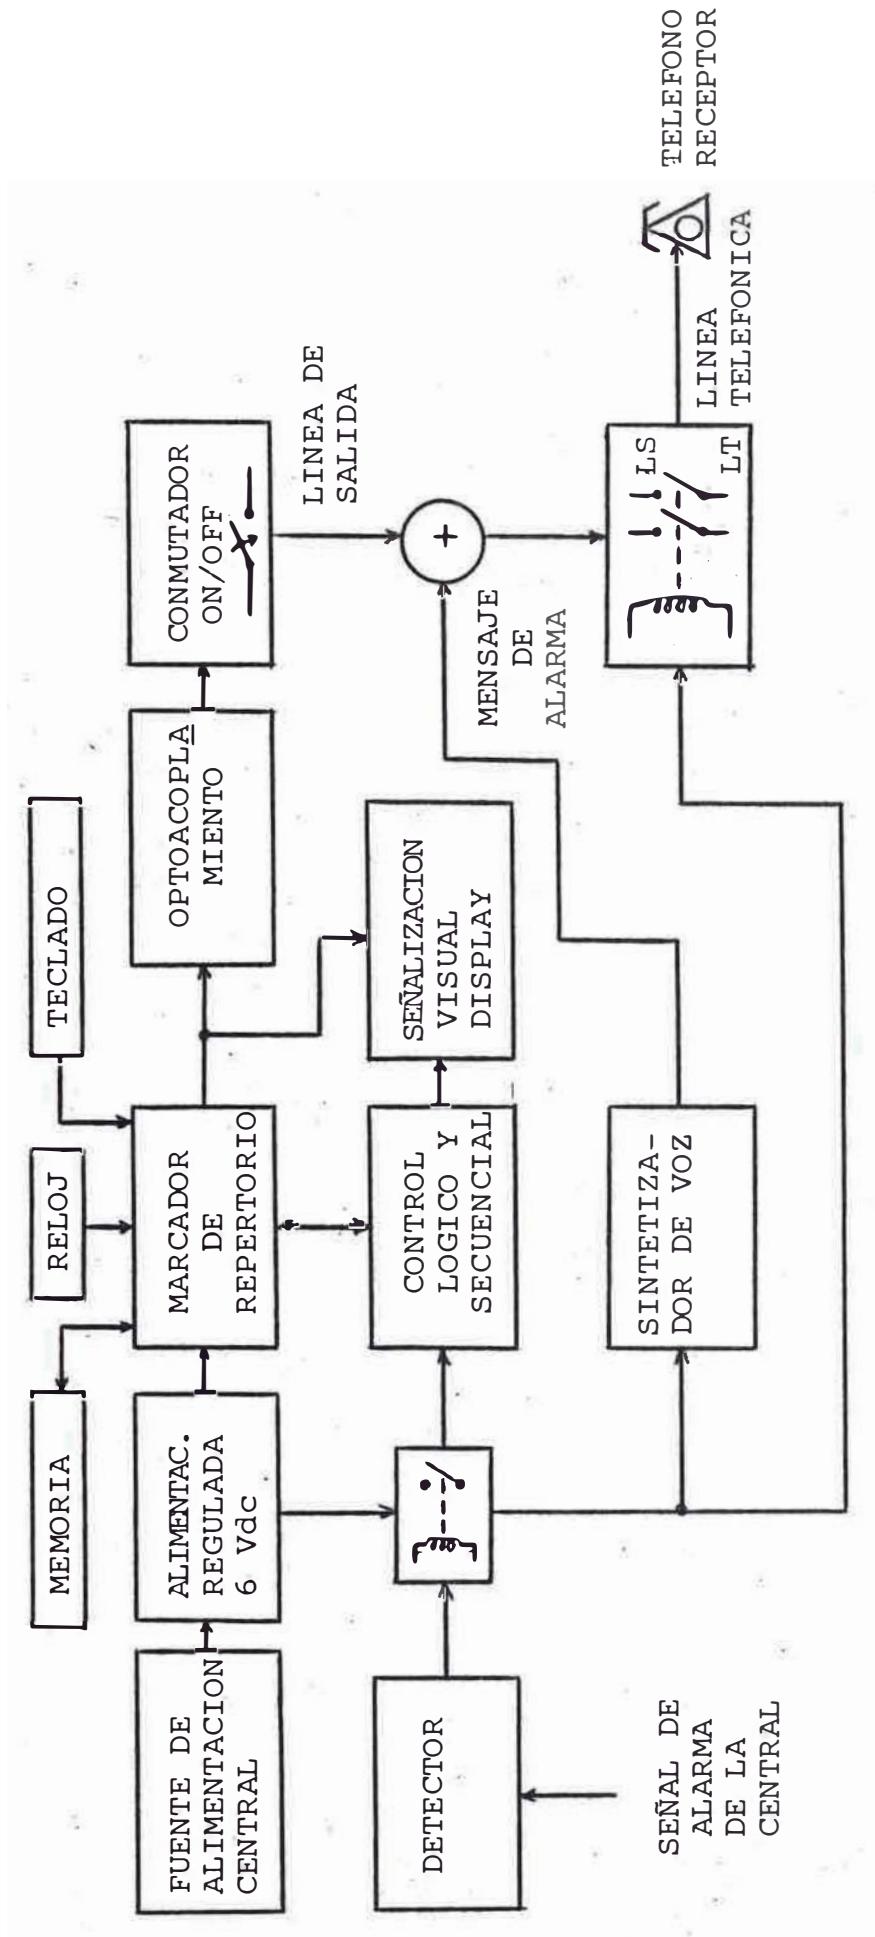 MEMORIA
RELOJ
TECLADO
FUENTE DE
ALIMENTACION
CENTRAL
ALIMENTAC.
REGULADA
6 Vdc
MARCADOR
DE
REPERTORIO
OPTOACOPLA
MIENTO
CONMUTADOR
ON/OFF
LINEA DE
SALIDA
DETECTOR
CONTROL
LOGICO Y
SECUENCIAL
SEÑALIZACION
VISUAL
DISPLAY
+
MENSAJE
DE
ALARMA
SEÑAL DE
ALARMA
DE LA
CENTRAL
SINTETIZA-
DOR DE VOZ
LS
LT
LINEA
TELEFONICA
TELEFONO
RECEPTOR